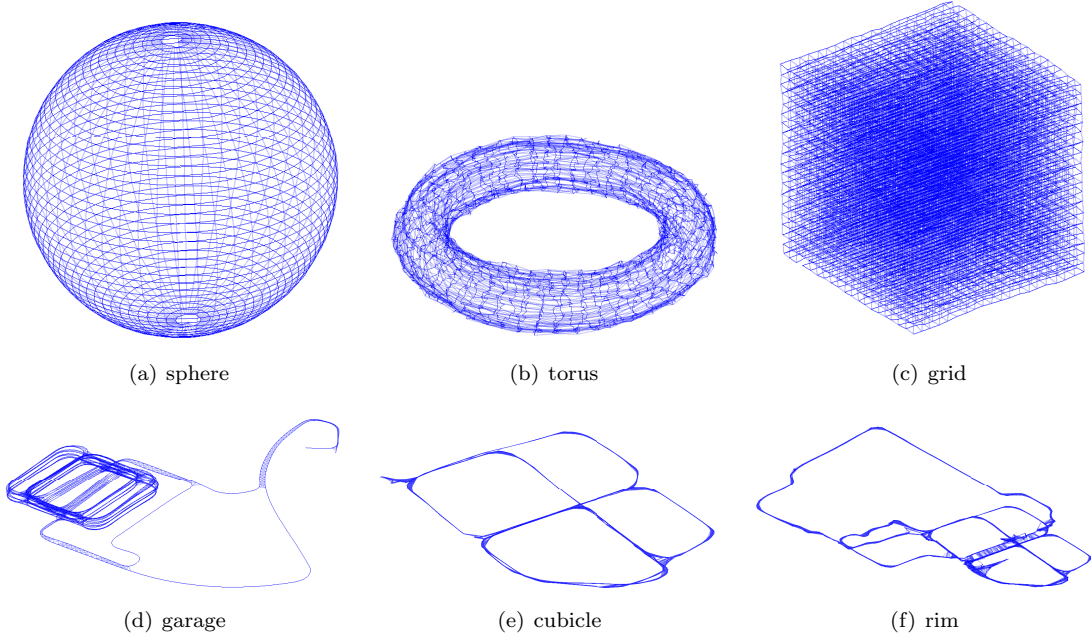 (a) sphere
(b) torus
(c) grid
(d) garage
(e) cubicle
(f) rim